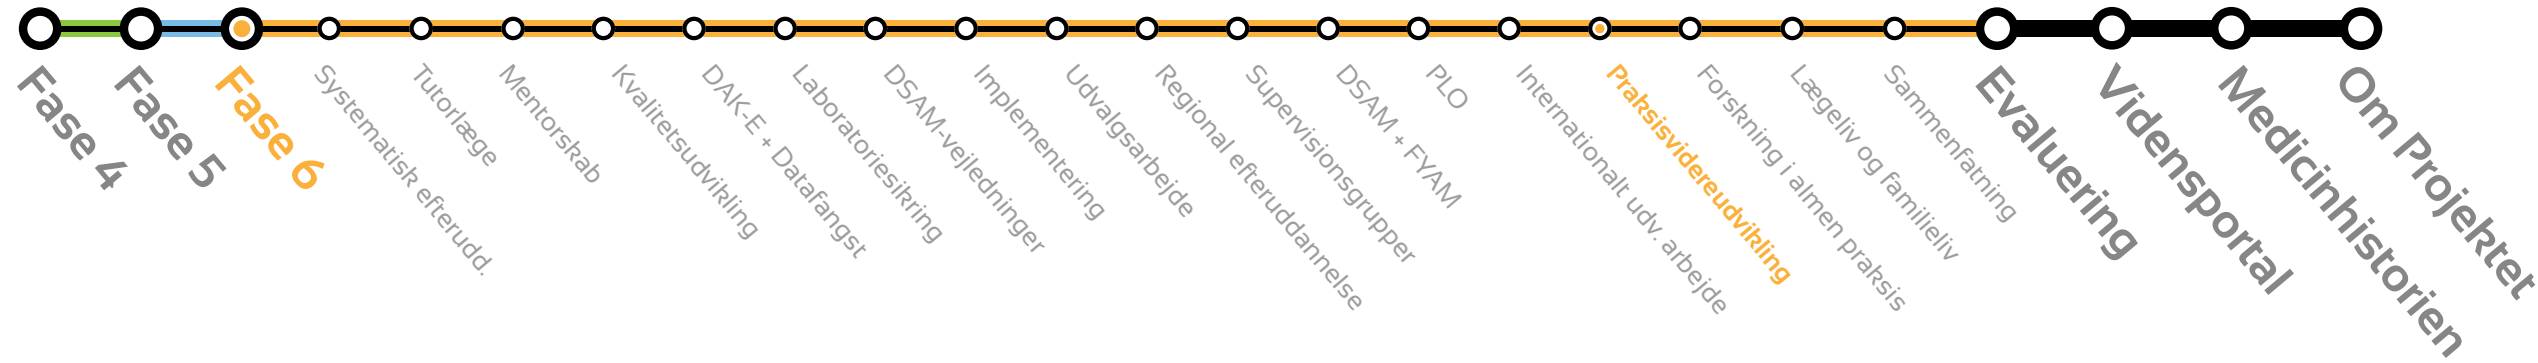 Fase 4
Fase 5
Fase 6
Systematisk efterudd.
Tutorlæge
Mentorskab
Kvalitetsudvikling
DAK-E + Datafangst
Laboratoriesikring
DSAM-vejledninger
Implementering
Udvalgsarbejde
Regional efteruddannelse
Supervisionsgrupper
DSAM + FYAM
PLO
Internationalt udv. arbejde
Praksisvidereudvikling
Forskning i almen praksis
Lægeliv og familieliv
Sammenfatning
Evaluering
Vidensportal
Medicinhistorien
Om Projektet